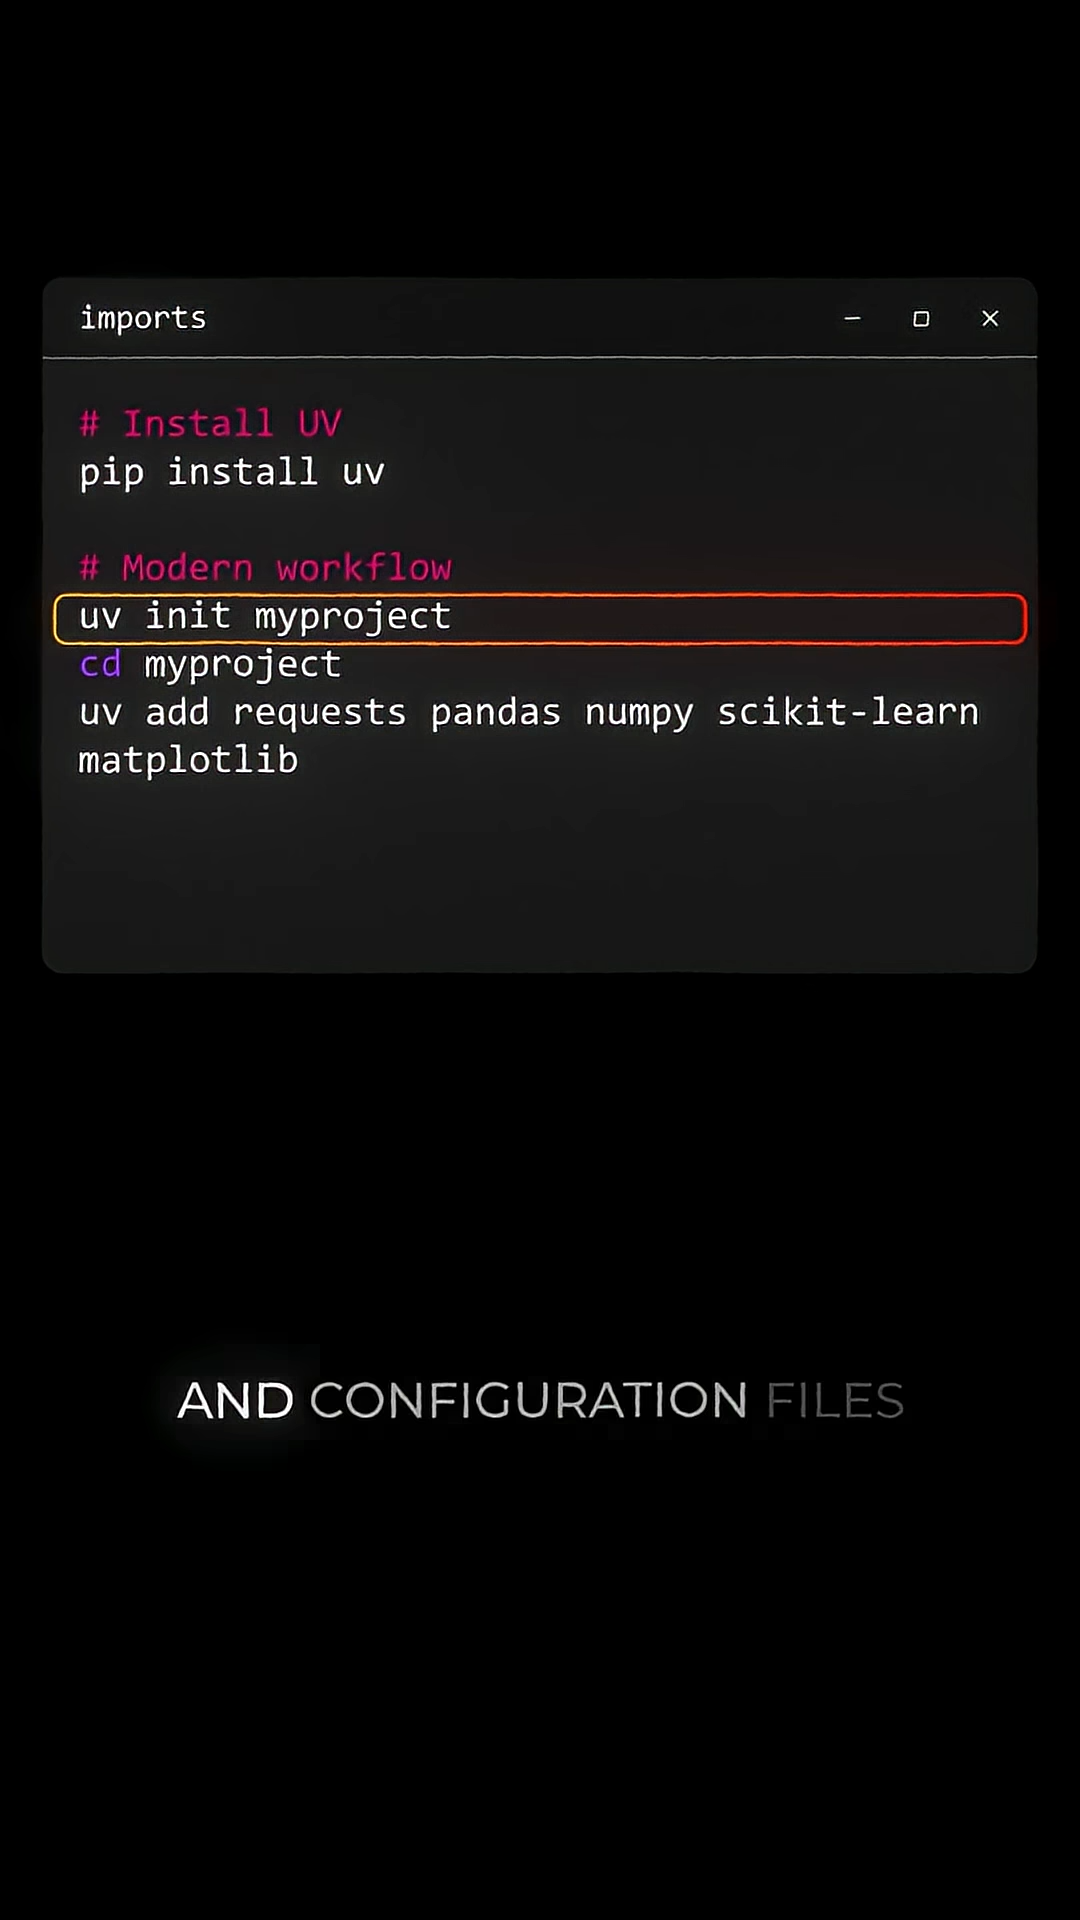 imports
# Install UV
pip install uv
# Modern workflow
uv init myproject
cd myproject
uv add requests pandas numpy scikit-learn
matplotlib
AND CONFIGURATION FILES